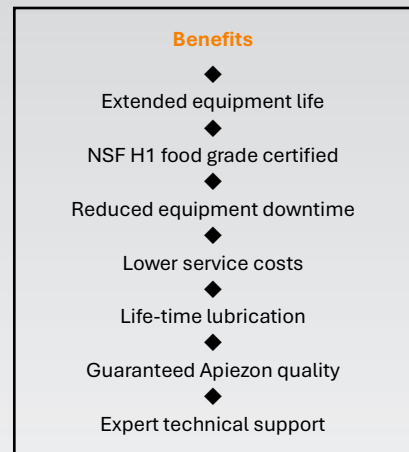 Benefits
◆
Extended equipment life
◆
NSF H1 food grade certified
◆
Reduced equipment downtime
◆
Lower service costs
◆
Life-time lubrication
◆
Guaranteed Apiezon quality
◆
Expert technical support